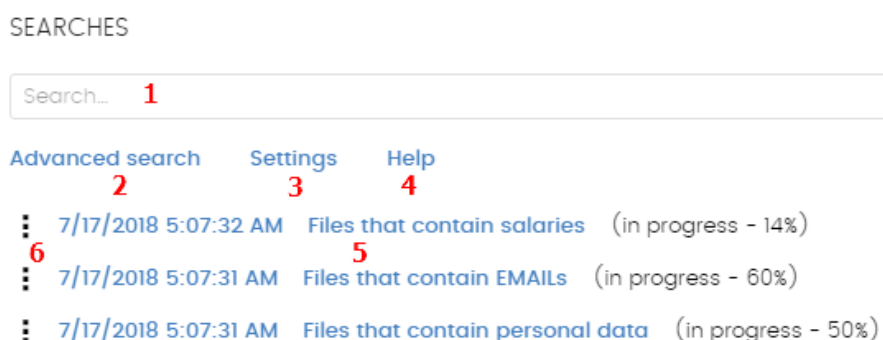 SEARCHES
Search... 1
Advanced search Settings Help
2 3 4
7/17/2018 5:07:32 AM Files that contain salaries (in progress - 14%)
6 5
7/17/2018 5:07:31 AM Files that contain EMAILs (in progress - 60%)
7/17/2018 5:07:31 AM Files that contain personal data (in progress - 50%)